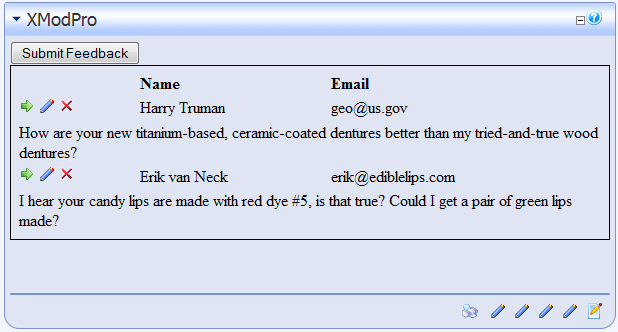 XModPro
Submit Feedback
Name Email
Harry Truman geo@us.gov
How are your new titanium-based, ceramic-coated dentures better than my tried-and-true wood
dentures?
Erik van Neck erik@ediblelips.com
I hear your candy lips are made with red dye #5, is that true? Could I get a pair of green lips
made?